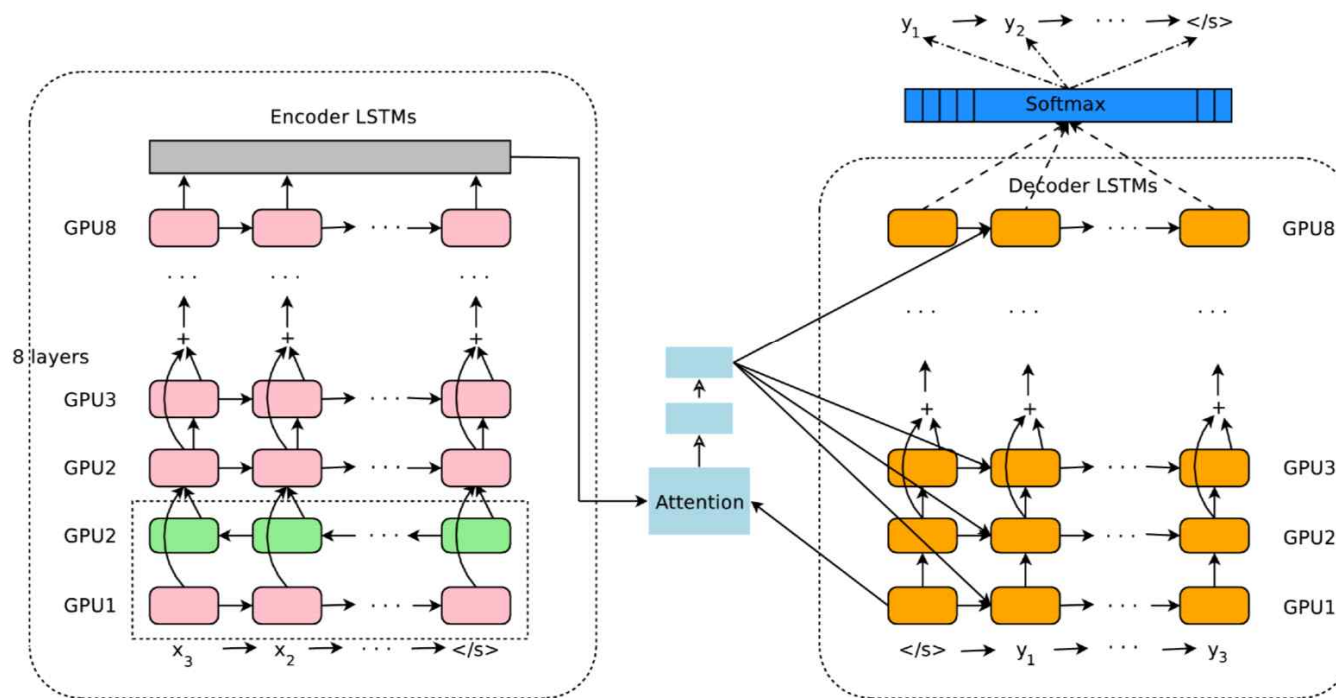 y1 y2 ... </s>
Softmax
Encoder LSTMs
Decoder LSTMs
GPU8
...
+ + +
8 layers
GPU3
GPU2
GPU2
GPU1
x3 x2 ... </s>
Attention
GPU8
...
+ + +
GPU3
GPU2
GPU1
</s> y1 ... y3